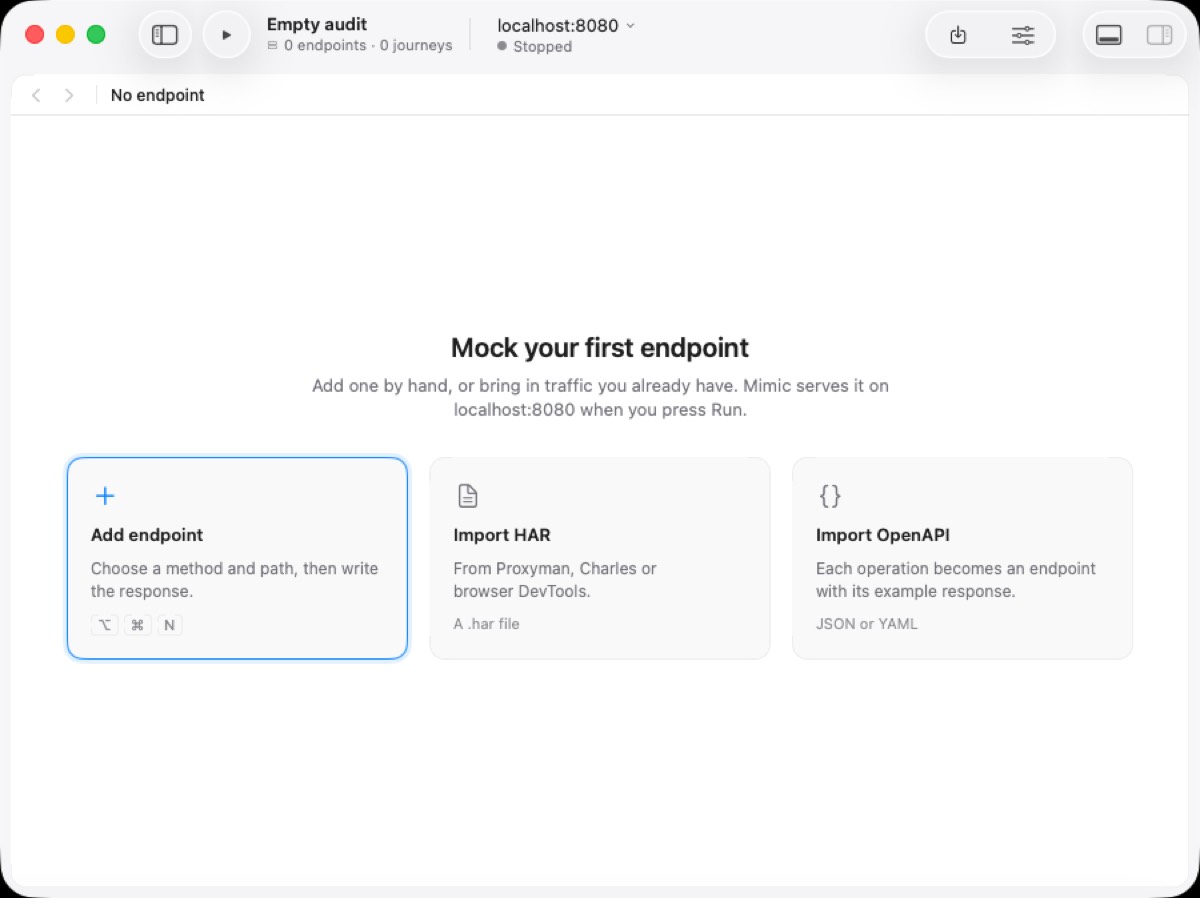 Empty audit
0 endpoints · 0 journeys
localhost:8080
Stopped
No endpoint
Mock your first endpoint
Add one by hand, or bring in traffic you already have. Mimic serves it on
localhost:8080 when you press Run.
Add endpoint
Choose a method and path, then write
the response.
⌥ ⌘ N
Import HAR
From Proxyman, Charles or
browser DevTools.
A .har file
{}
Import OpenAPI
Each operation becomes an endpoint
with its example response.
JSON or YAML